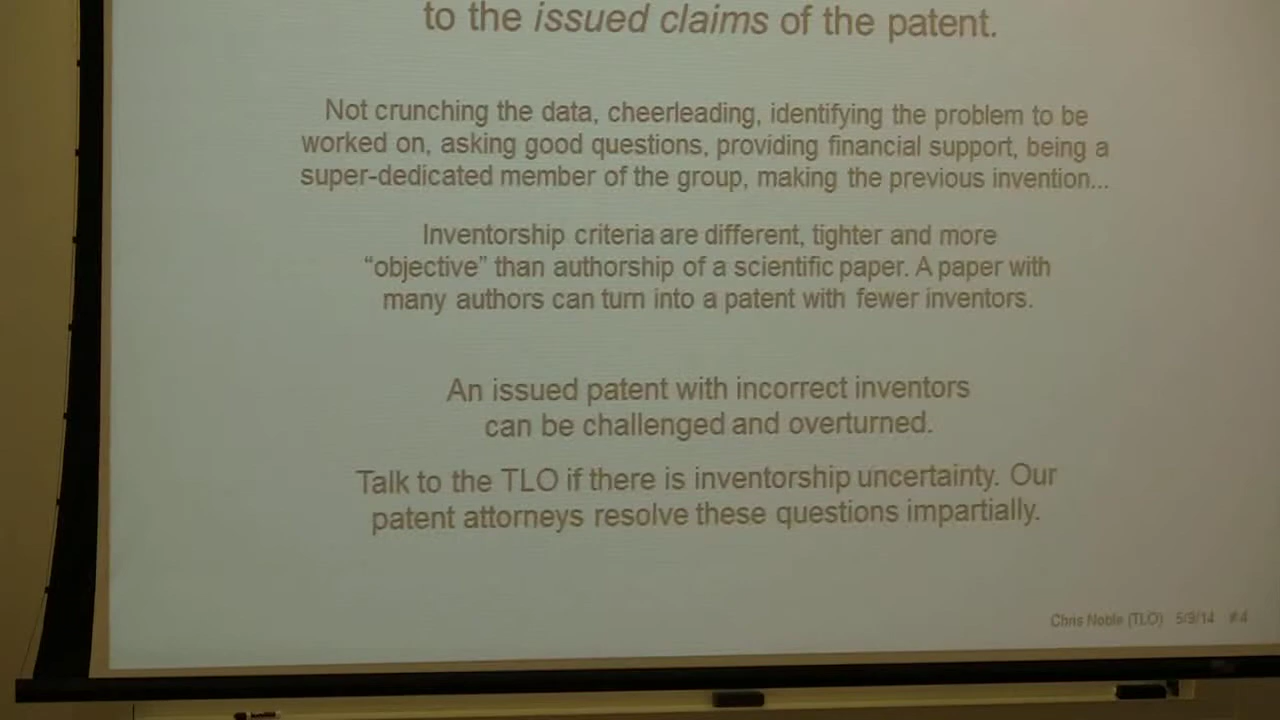 to the issued claims of the patent.
Not crunching the data, cheerleading, identifying the problem to be
worked on, asking good questions, providing financial support, being a
super-dedicated member of the group, making the previous invention...
Inventorship criteria are different, tighter and more
“objective” than authorship of a scientific paper. A paper with
many authors can turn into a patent with fewer inventors.
An issued patent with incorrect inventors
can be challenged and overturned.
Talk to the TLO if there is inventorship uncertainty. Our
patent attorneys resolve these questions impartially.
Chris Noble (TLO) 5/9/14 #4